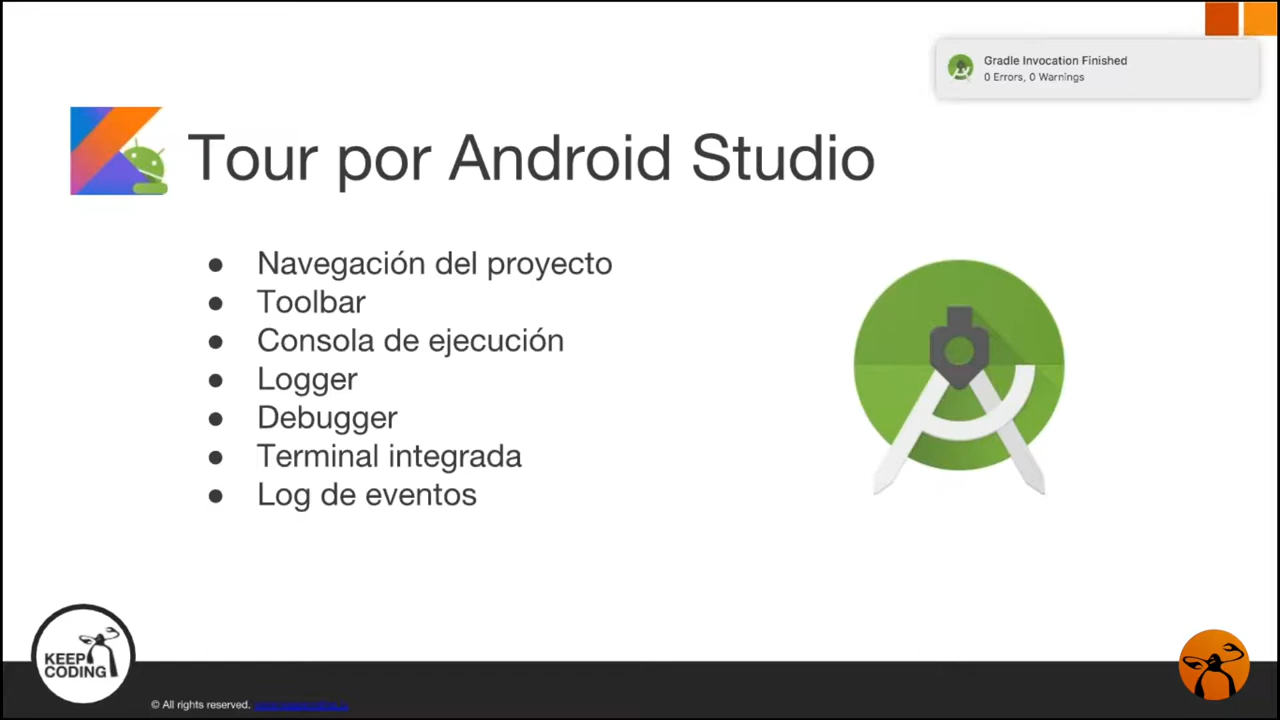 Gradle Invocation Finished
0 Errors, 0 Warnings
Tour por Android Studio
● Navegación del proyecto
● Toolbar
● Consola de ejecución
● Logger
● Debugger
● Terminal integrada
● Log de eventos
KEEP
CODING
© All rights reserved.